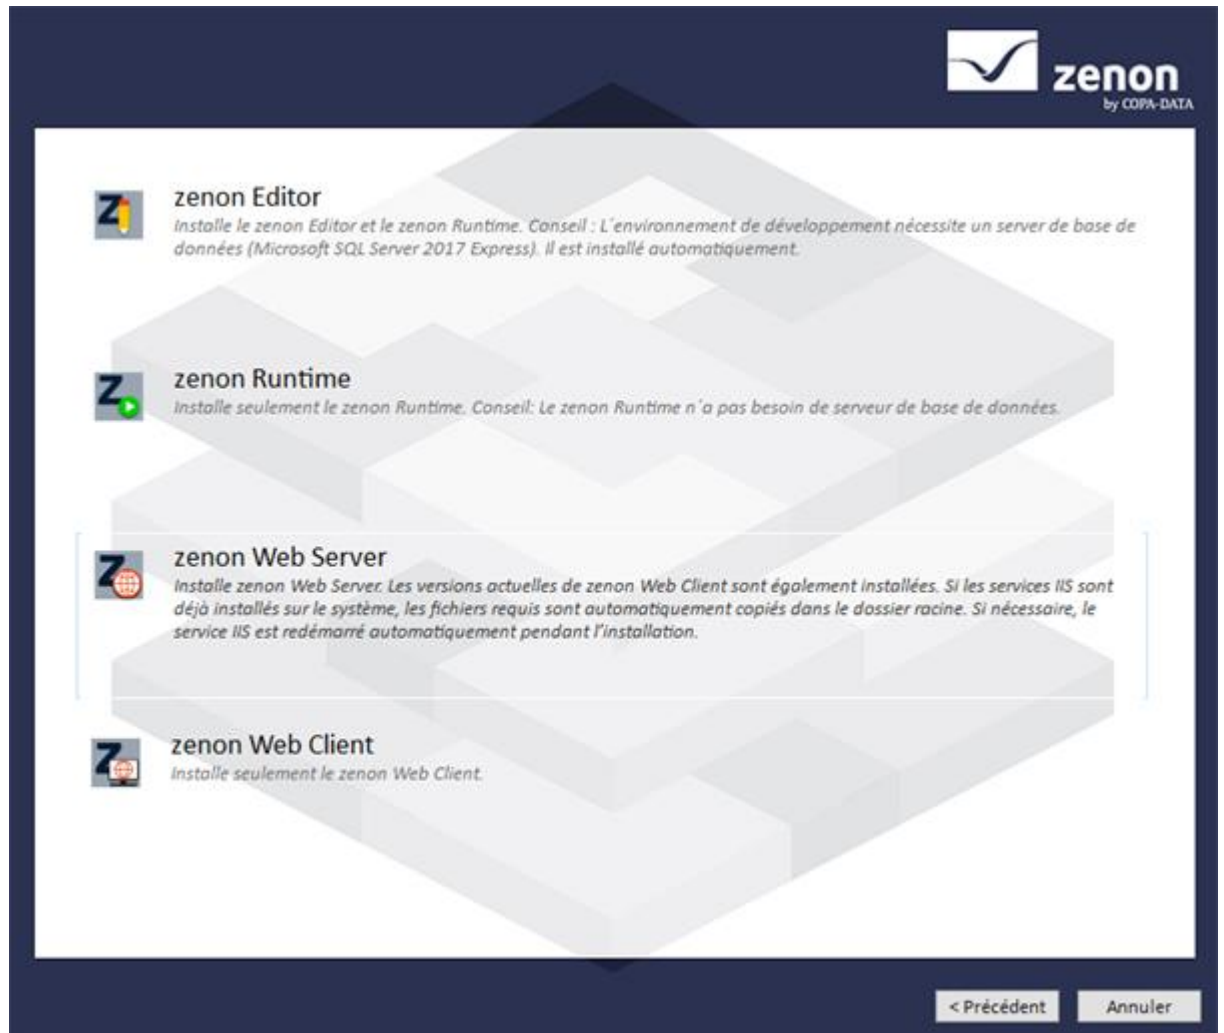 zenon
by COPA-DATA
zenon Editor
Installe le zenon Editor et le zenon Runtime. Conseil : L´environnement de développement nécessite un server de base de
données (Microsoft SQL Server 2017 Express). Il est installé automatiquement.
zenon Runtime
Installe seulement le zenon Runtime. Conseil: Le zenon Runtime n´a pas besoin de serveur de base de données.
zenon Web Server
Installe zenon Web Server. Les versions actuelles de zenon Web Client sont également installées. Si les services IIS sont
déjà installés sur le système, les fichiers requis sont automatiquement copiés dans le dossier racine. Si nécessaire, le
service IIS est redémarré automatiquement pendant l'installation.
zenon Web Client
Installe seulement le zenon Web Client.
< Précédent
Annuler